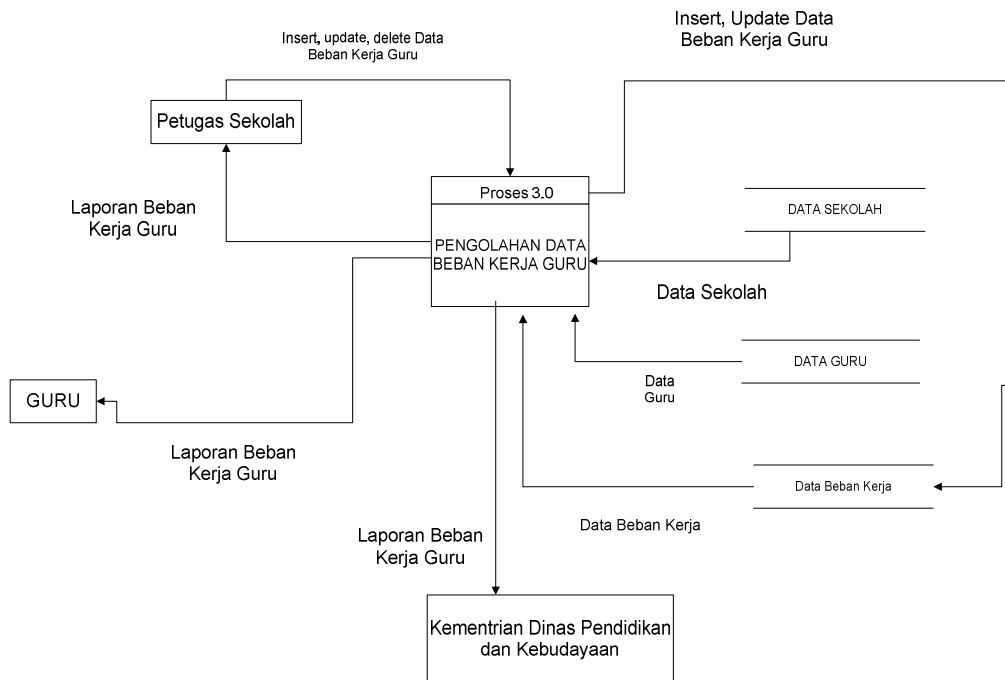 Insert, Update Data
Beban Kerja Guru
Insert, update, delete Data
Beban Kerja Guru
Petugas Sekolah
Laporan Beban
Kerja Guru
Proses 3.0
PENGOLAHAN DATA
BEBAN KERJA GURU
DATA SEKOLAH
Data Sekolah
DATA GURU
Data
Guru
GURU
Laporan Beban
Kerja Guru
Data Beban Kerja
Data Beban Kerja
Laporan Beban
Kerja Guru
Kementrian Dinas Pendidikan
dan Kebudayaan